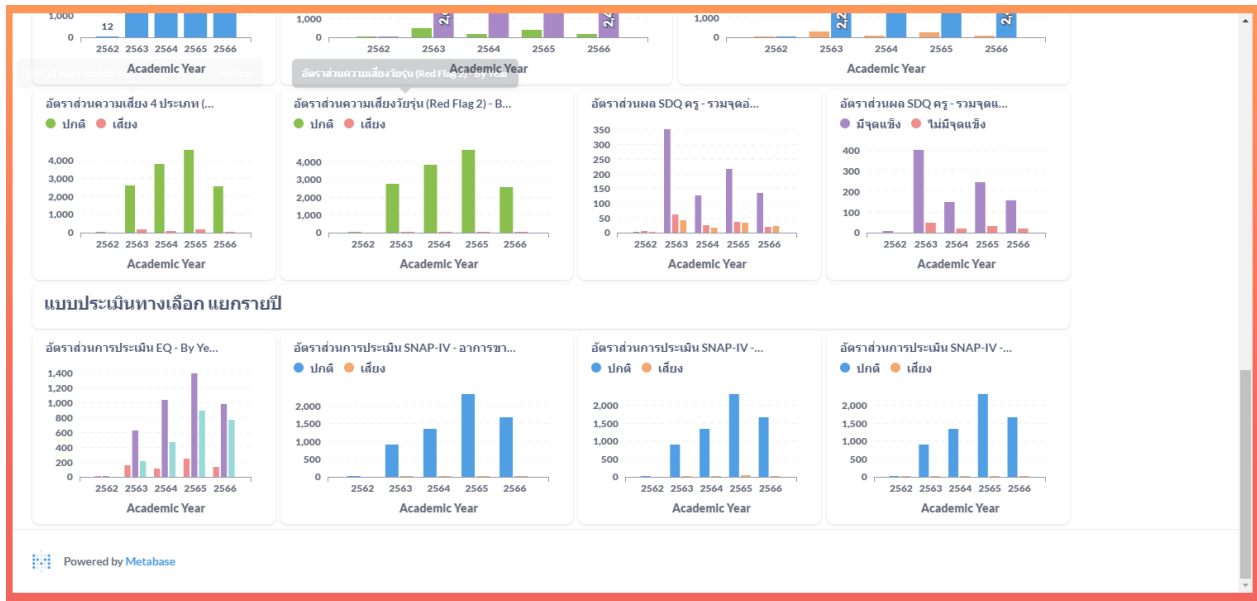 1,000
0
12
2562 2563 2564 2565 2566
Academic Year
1,000
0
2562 2563 2564 2565 2566
Academic Year
1,000
0
2562 2563 2564 2565 2566
Academic Year
อัตราส่วนความเสี่ยงวัยรุ่น (Red Flag 2) - By Year
อัตราส่วนความเสี่ยง 4 ประเภท (...
ปกติ เสี่ยง
4,000
3,000
2,000
1,000
0
2562 2563 2564 2565 2566
Academic Year
อัตราส่วนความเสี่ยงวัยรุ่น (Red Flag 2) - B...
ปกติ เสี่ยง
4,000
3,000
2,000
1,000
0
2562 2563 2564 2565 2566
Academic Year
อัตราส่วนผล SDQ ครู - รวมจุดอ่...
350
300
250
200
150
100
50
0
2562 2563 2564 2565 2566
Academic Year
อัตราส่วนผล SDQ ครู - รวมจุดแ...
มีจุดแข็ง ไม่มีจุดแข็ง
400
300
200
100
0
2562 2563 2564 2565 2566
Academic Year
แบบประเมินทางเลือก แยกรายปี
อัตราส่วนการประเมิน EQ - By Ye...
1,400
1,200
1,000
800
600
400
200
0
2562 2563 2564 2565 2566
Academic Year
อัตราส่วนการประเมิน SNAP-IV - อาการขา...
ปกติ เสี่ยง
2,000
1,500
1,000
500
0
2562 2563 2564 2565 2566
Academic Year
อัตราส่วนการประเมิน SNAP-IV -...
ปกติ เสี่ยง
2,000
1,500
1,000
500
0
2562 2563 2564 2565 2566
Academic Year
อัตราส่วนการประเมิน SNAP-IV -...
ปกติ เสี่ยง
2,000
1,500
1,000
500
0
2562 2563 2564 2565 2566
Academic Year
Powered by Metabase